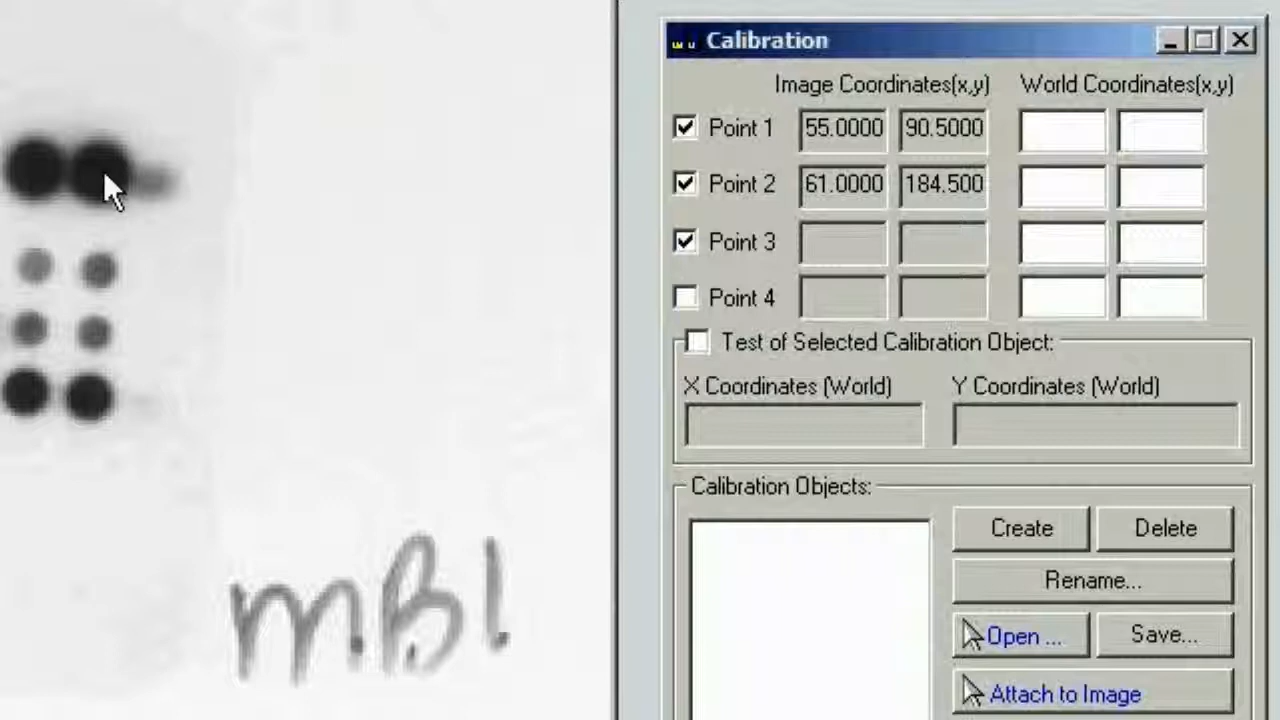 Calibration
Image Coordinates(x,y) World Coordinates(x,y)
Point 1 55.0000 90.5000
Point 2 61.0000 184.500
Point 3
Point 4
Test of Selected Calibration Object:
X Coordinates (World) Y Coordinates (World)
Calibration Objects:
Create Delete
Rename...
Open ... Save...
Attach to Image
m.B.1.